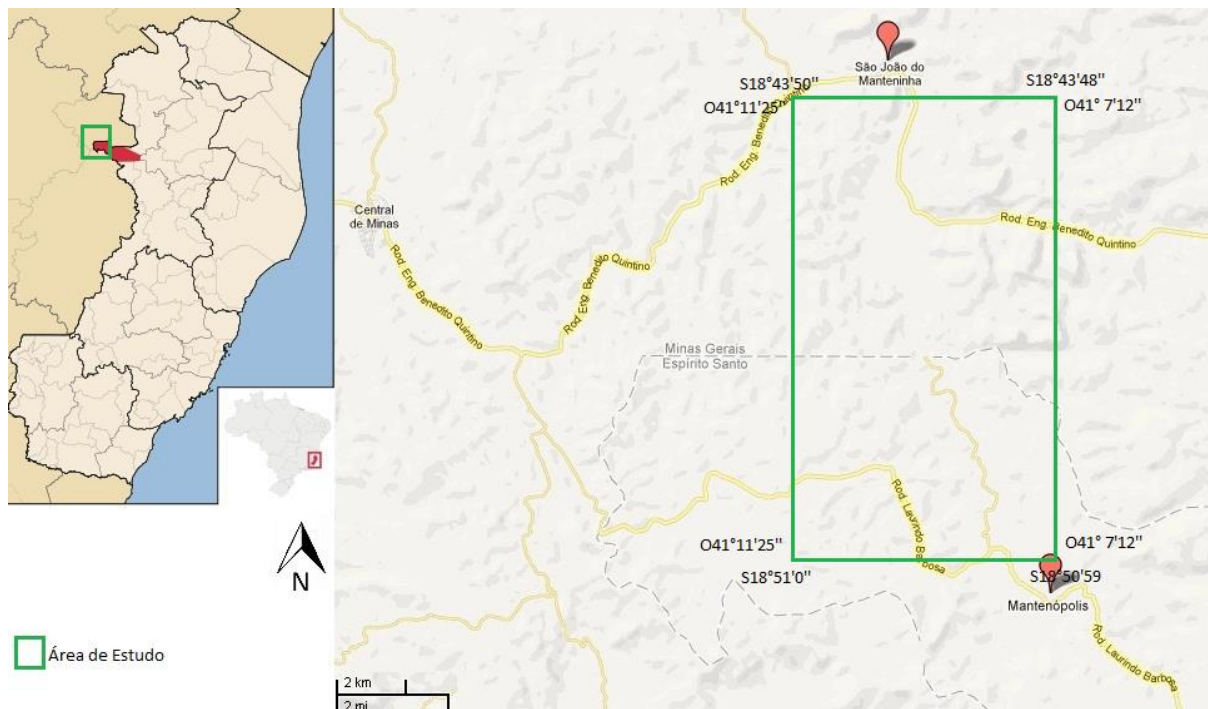 São João do
Manteninha
S18°43'50''
O41°11'25''
S18°43'48''
O41° 7'12''
Rod. Eng. Benedito Quintino
Rod. Eng. Benedito Quintino
Central
de Minas
Rod. Eng. Benedito Quintino
Rod. Eng. Benedito Quintino
Minas Gerais
Espírito Santo
Rod. Laurindo Barbosa
O41°11'25''
S18°51'0''
O41° 7'12''
S18°50'59
Mantenópolis
Rod. Laurindo Barbosa
N
Área de Estudo
2 km
2 mi